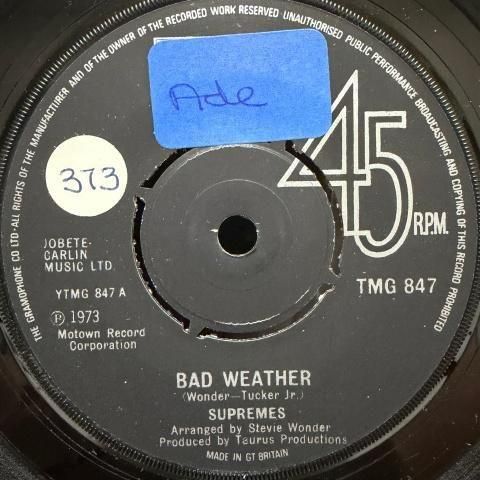 THE GRAMOPHONE CO LTD-ALL RIGHTS OF THE MANUFACTURER AND OF THE OWNER OF THE RECORDED WORK RESERVED UNAUTHORISED PUBLIC PERFORMANCE BROADCASTING AND COPYING OF THIS RECORD PROHIBITED
Ade
373
45
R.P.M.
JOBETE-
CARLIN
MUSIC LTD.
YTMG 847 A
TMG 847
℗ 1973
Motown Record
Corporation
BAD WEATHER
(Wonder—Tucker Jr.)
SUPREMES
Arranged by Stevie Wonder
Produced by Taurus Productions
MADE IN GT BRITAIN